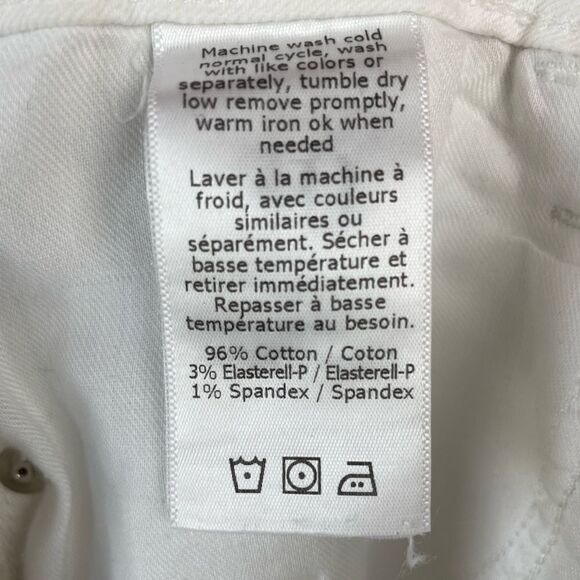 Machine wash cold
normal cycle, wash
with like colors or
separately, tumble dry
low remove promptly,
warm iron ok when
needed
Laver à la machine à
froid, avec couleurs
similaires ou
séparément. Sécher à
basse température et
retirer immédiatement.
Repasser à basse
température au besoin.
96% Cotton / Coton
3% Elasterell-P / Elasterell-P
1% Spandex / Spandex